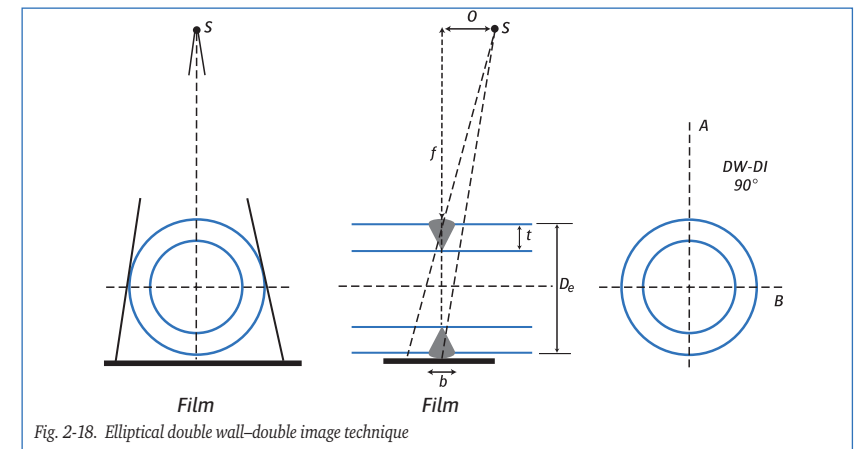 S
Film
O
S
f
t
De
b
Film
A
DW-DI
90°
B
Fig. 2-18. Elliptical double wall–double image technique